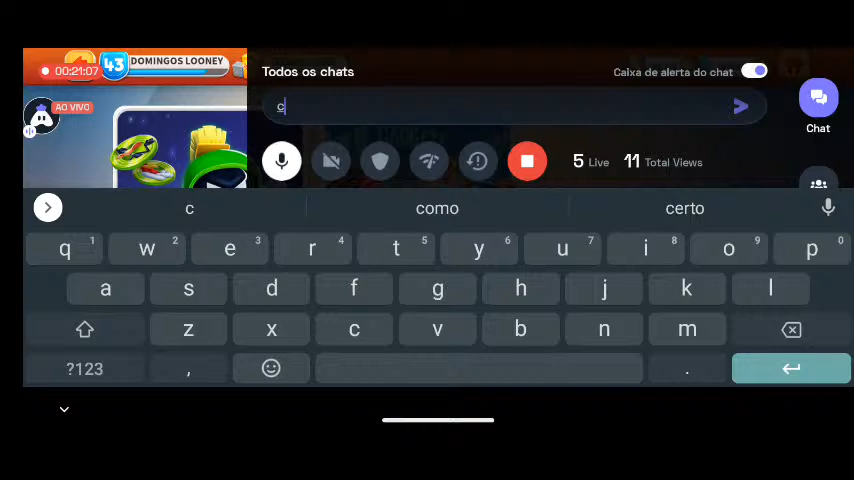 43
DOMINGOS LOONEY
00:21:07
AO VIVO
Todos os chats
Caixa de alerta do chat
c
Chat
5 Live 11 Total Views
c como certo
q 1 w 2 e 3 r 4 t 5 y 6 u 7 i 8 o 9 p 0
a s d f g h j k l
z x c v b n m
?123 , .